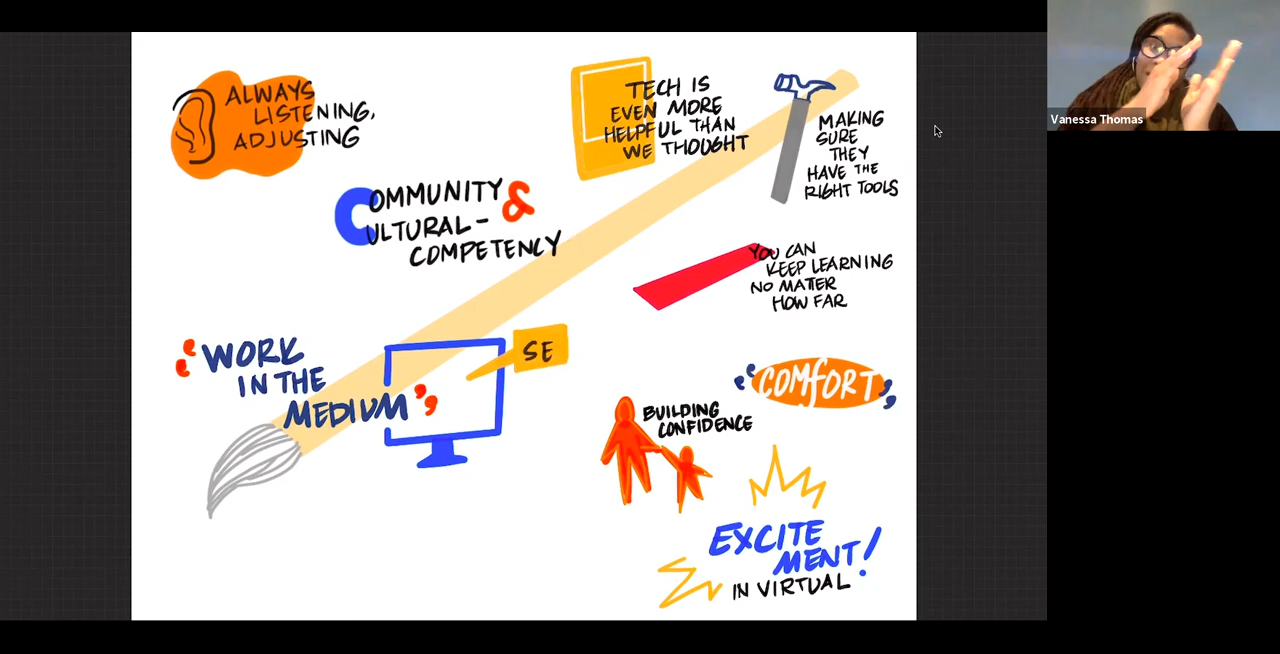 ALWAYS
LISTENING,
ADJUSTING
COMMUNITY &
CULTURAL-
COMPETENCY
TECH IS
EVEN MORE
HELPFUL THAN
WE THOUGHT
MAKING
SURE
THEY
HAVE THE
RIGHT TOOLS
YOU CAN
KEEP LEARNING
NO MATTER
HOW FAR
“WORK
IN THE
MEDIUM”
SE
“COMFORT”
BUILDING
CONFIDENCE
EXCITE
MENT!
IN VIRTUAL
Vanessa Thomas